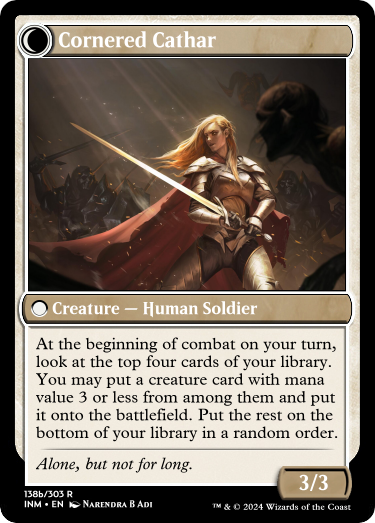 Cornered Cathar
Creature — Human Soldier
At the beginning of combat on your turn,
look at the top four cards of your library.
You may put a creature card with mana
value 3 or less from among them and put
it onto the battlefield. Put the rest on the
bottom of your library in a random order.
Alone, but not for long.
3/3
138b/303 R
INM • EN Narendra B Adi
™ & © 2024 Wizards of the Coast